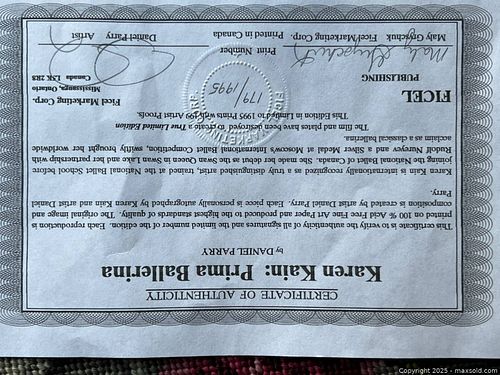 CERTIFICATE OF AUTHENTICITY
Karen Kain: Prima Ballerina
by DANIEL PARRY
This certificate is to verify the authenticity of all signatures and the limited number of the edition. Each reproduction is
printed on 100 % Acid Free Fine Art Paper and produced to the highest standards of quality. The original image and
composition is created by artist Daniel Parry. Each piece is personally autographed by Karen Kain and artist Daniel
Parry.
Karen Kain is internationally recognized as a truly distinguished artist, trained at the National Ballet School before
joining the National Ballet of Canada. She made her debut as the Swan Queen in Swan Lake and her partnership with
Rudolf Nureyev and a Silver Medal at Moscow's International Ballet Competition, swiftly brought her worldwide
acclaim as a classical ballerina.
The film and plates have been destroyed to create a True Limited Edition
This in Edition is Limited to 1995 Prints with 199 Artist Proofs.
FICEL
PUBLISHING
179/1995
Ficel Marketing Corp.
Mississauga, Ontario
Canada L5K 2R8
Print Number
Maly Gryschuk Ficel Marketing Corp.
Printed in Canada
Daniel Parry Artist
Copyright 2025 - maxsold.com